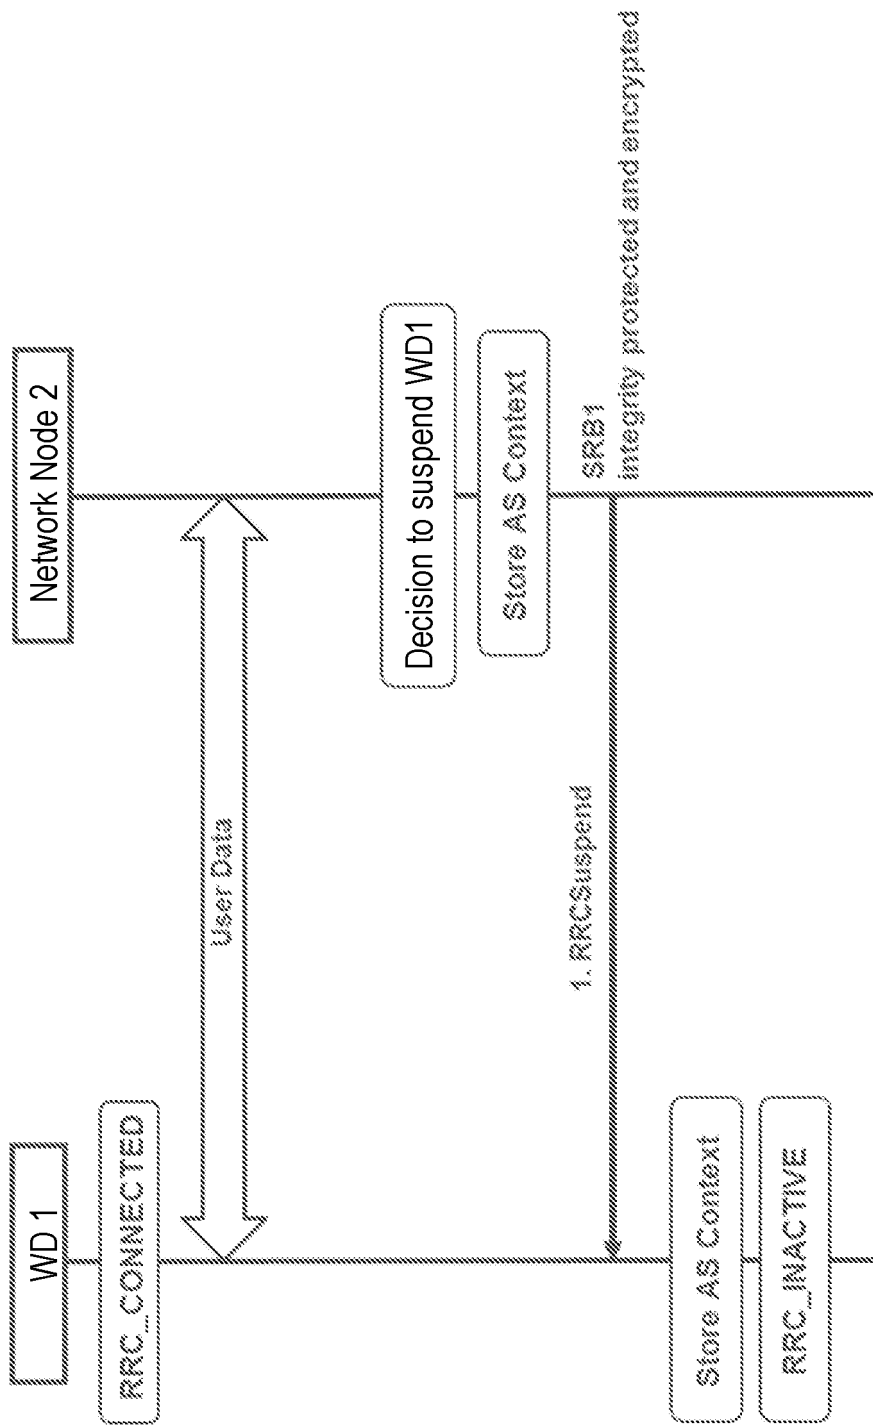 WD 1
Network Node 2
RRC_CONNECTED
User Data
Decision to suspend WD1
Store AS Context
1. RRCSuspend
SRB1
integrity protected and encrypted
Store AS Context
RRC_INACTIVE